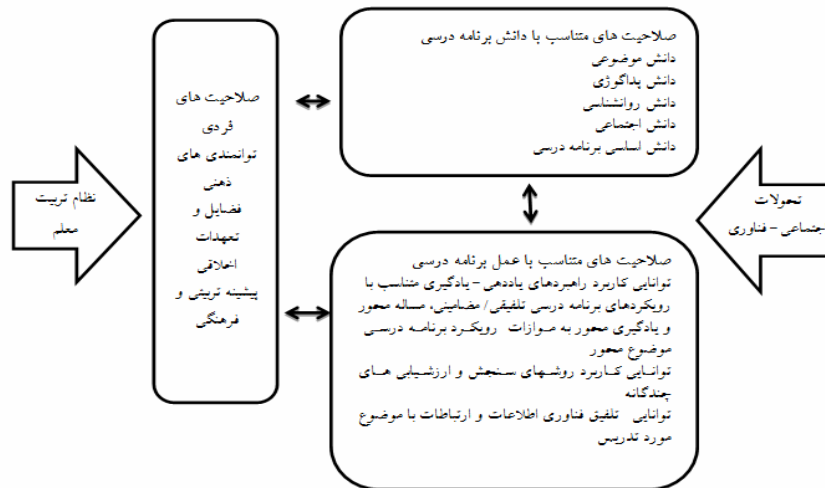 صلاحیت های متناسب با دانش برنامه درسی
دانش موضوعی
دانش پداگوژی
دانش روانشناسی
دانش اجتماعی
دانش اساسی برنامه درسی
صلاحیت های
فردی
توانمندی های
ذهنی
فضایل و
تعهدات
اخلاقی
پیشینه تربیتی و
فرهنگی
تحولات
جتماعی - فناوری
نظام تربیت
معلم
صلاحیت های متناسب با عمل برنامه درسی
توانایی کاربرد راهبردهای یاددهی - یادگیری متناسب با
رویکردهای برنامه درسی تلفیقی/ مضامینی، مساله محور
و یادگیری محور به موازات رویکرد برنامه درسی
موضوع محور
توانایی کاربرد روشهای سنجش و ارزشیابی های
چندگانه
توانایی تلفیق فناوری اطلاعات و ارتباطات با موضوع
مورد تدریس